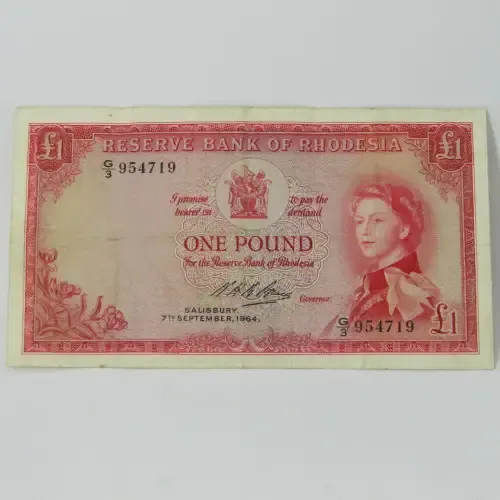 £1 RESERVE BANK OF RHODESIA £1
G/3 954719
I promise to pay the
bearer on demand
ONE POUND
for the Reserve Bank of Rhodesia
Governor
SALISBURY
7TH SEPTEMBER, 1964.
G/3 954719
£1